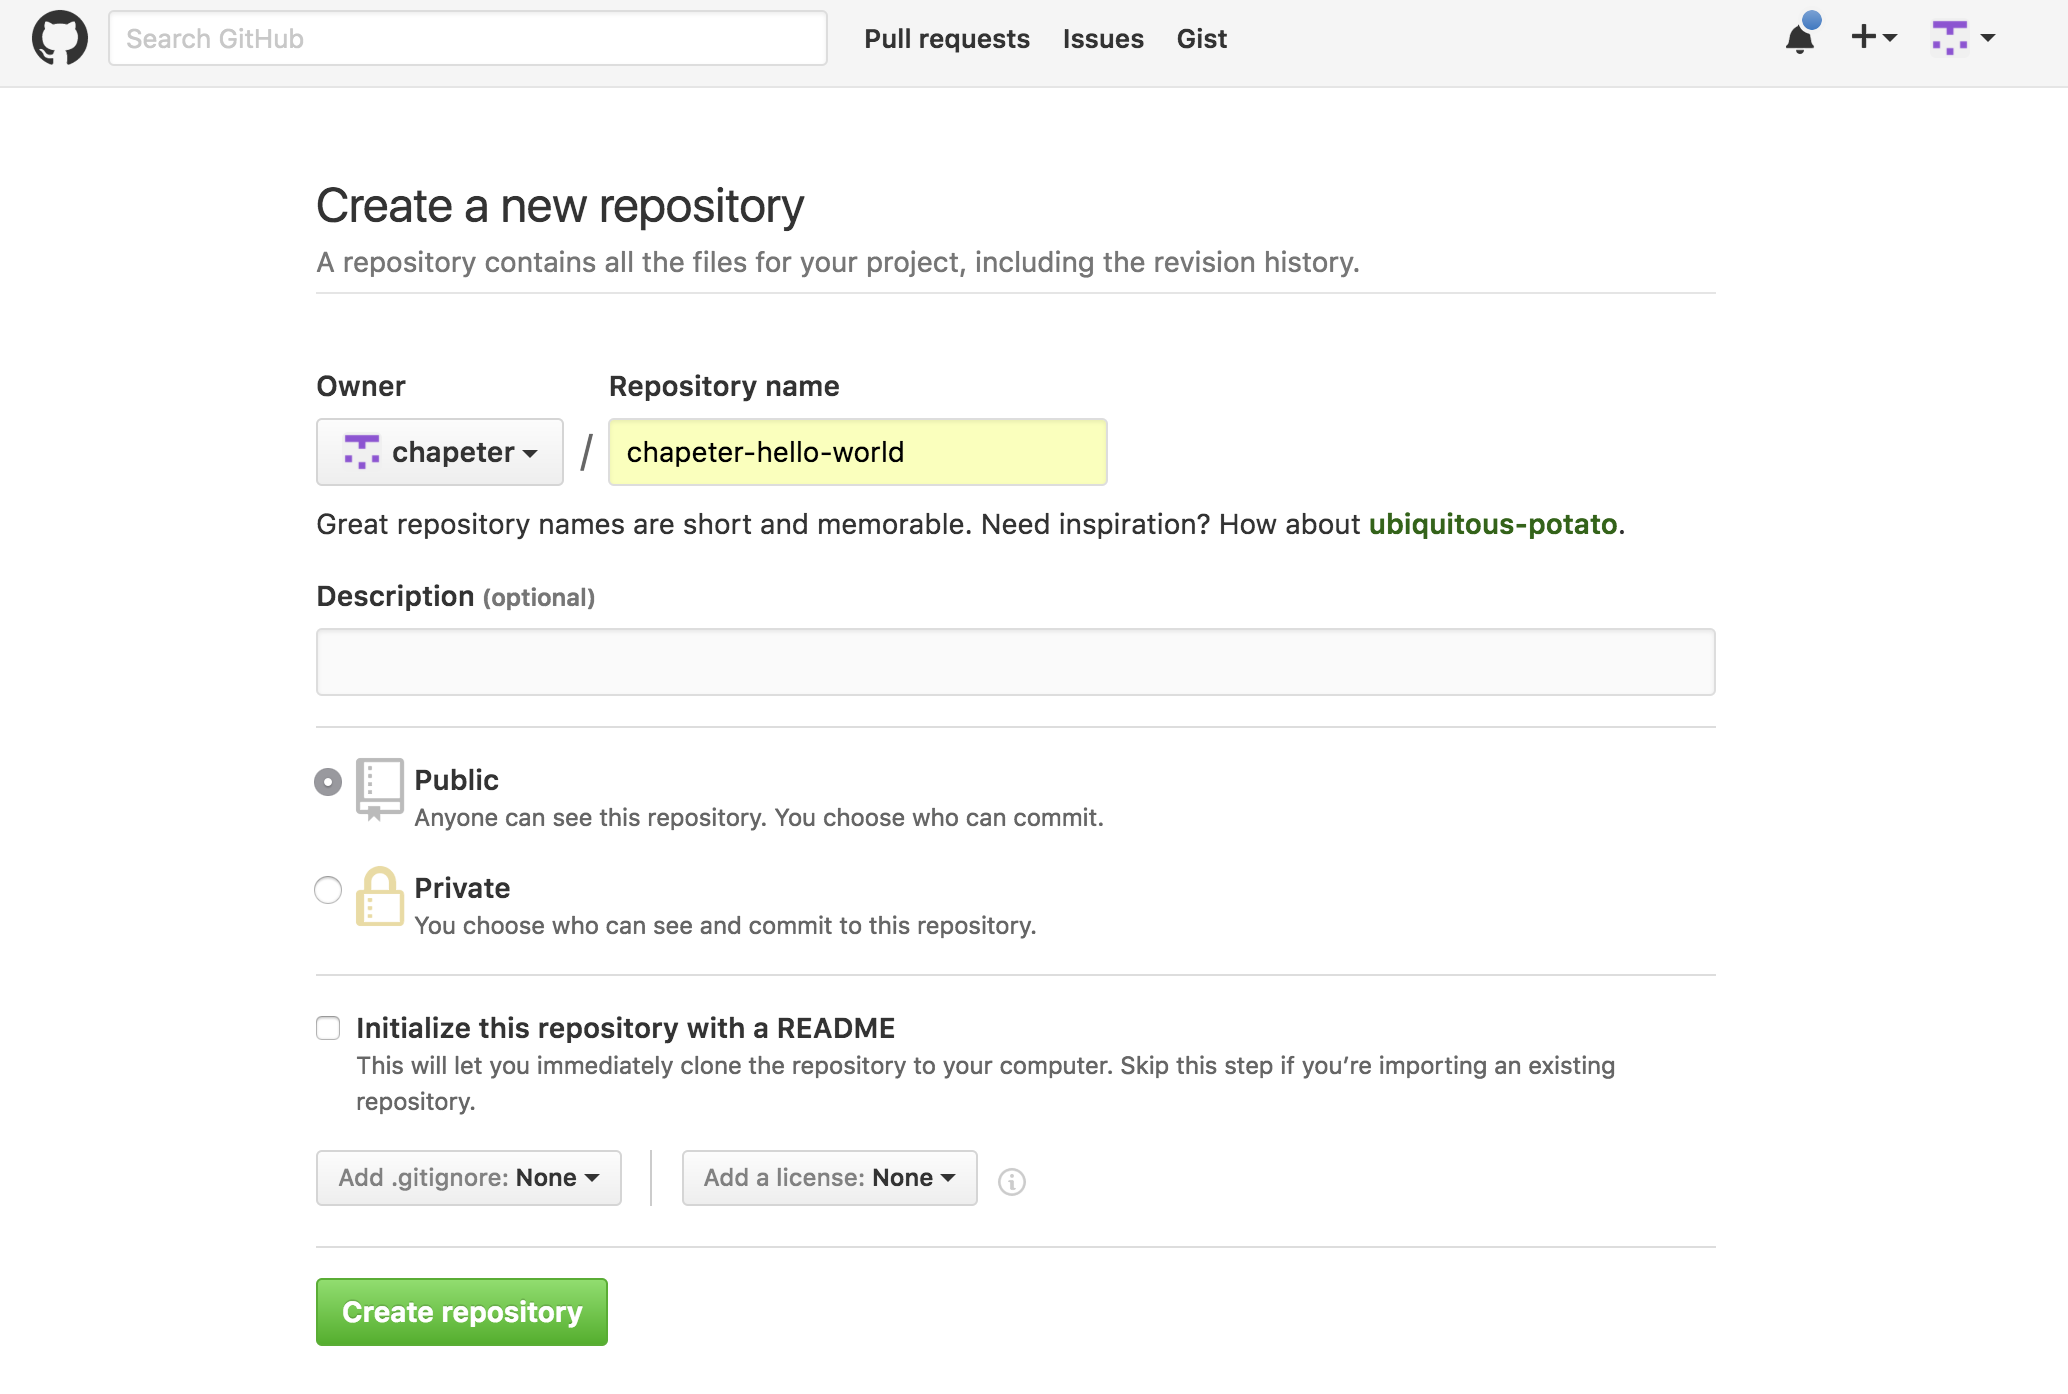 Search GitHub
Pull requests Issues Gist
Create a new repository
A repository contains all the files for your project, including the revision history.
Owner Repository name
chapeter / chapeter-hello-world
Great repository names are short and memorable. Need inspiration? How about ubiquitous-potato.
Description (optional)
Public
Anyone can see this repository. You choose who can commit.
Private
You choose who can see and commit to this repository.
Initialize this repository with a README
This will let you immediately clone the repository to your computer. Skip this step if you’re importing an existing
repository.
Add .gitignore: None Add a license: None
Create repository